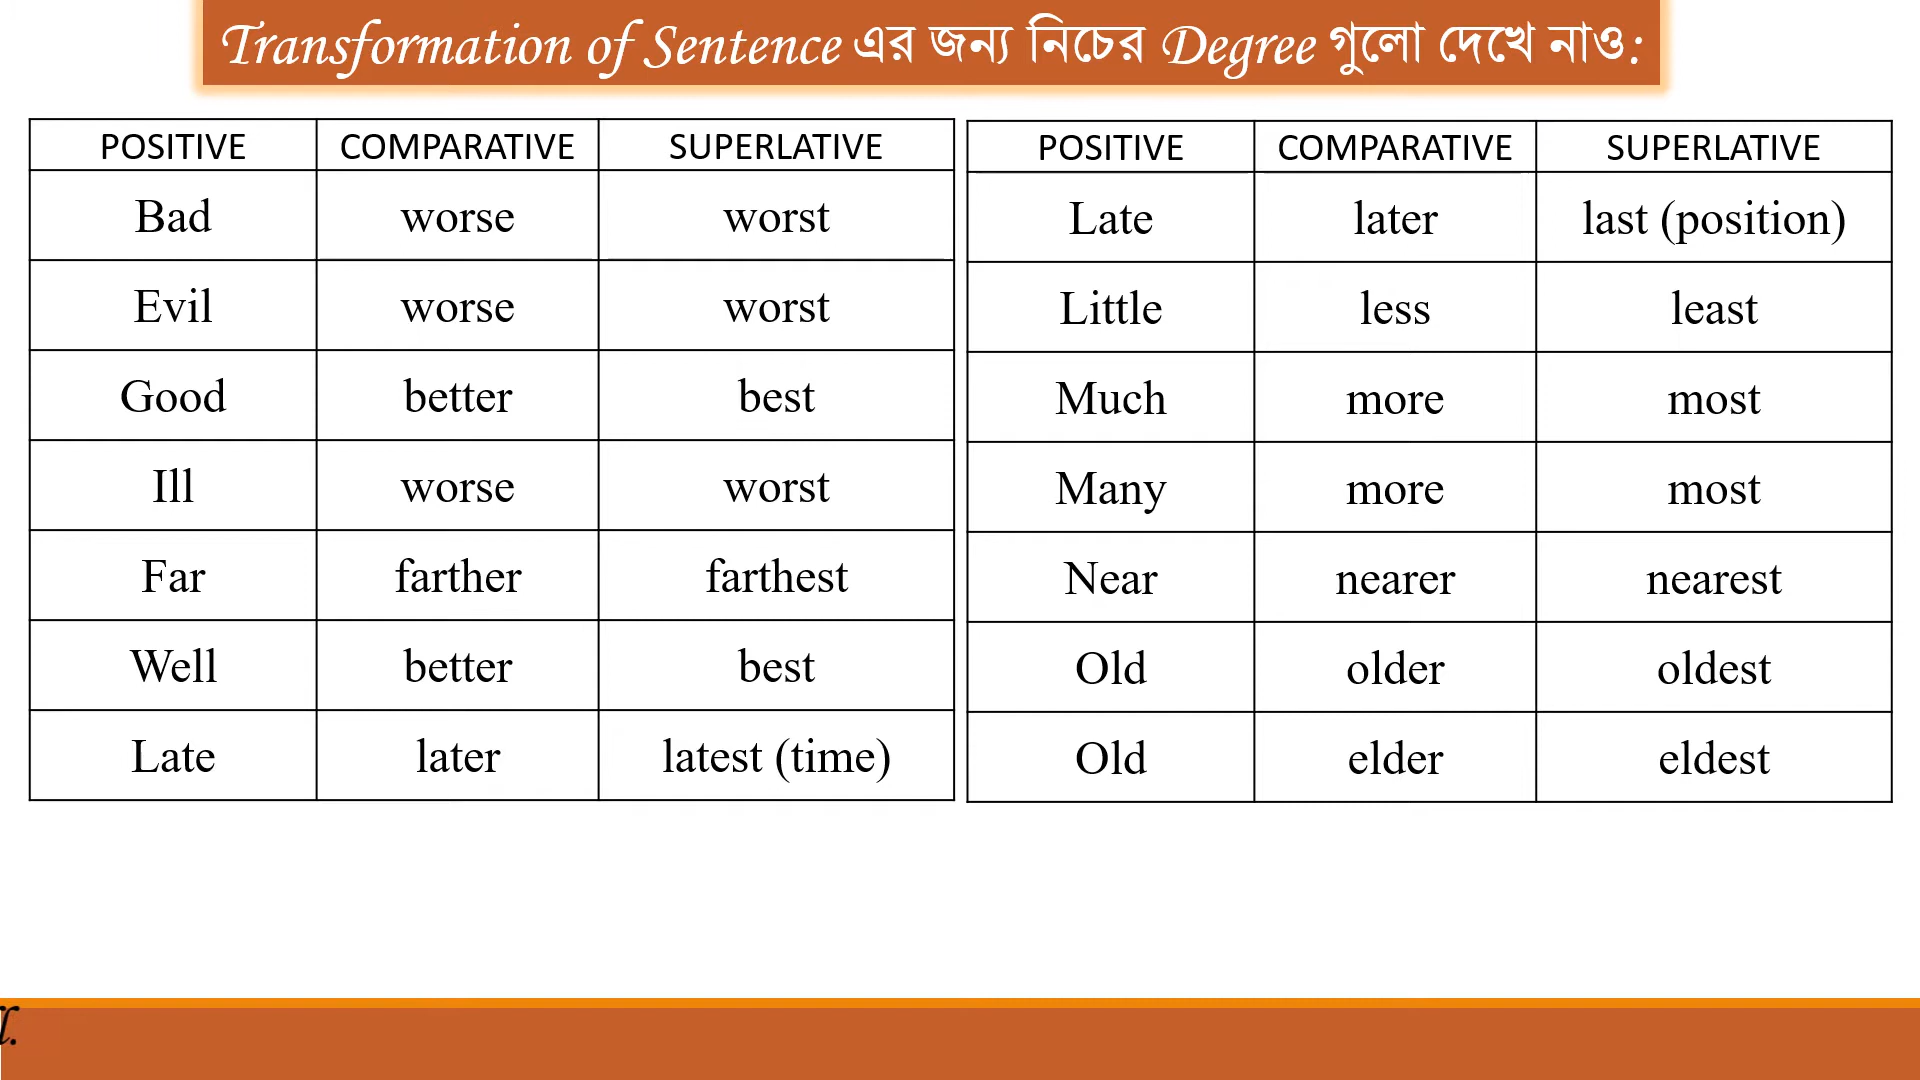 Transformation of Sentence এর জন্য নিচের Degree গুলো দেখে নাও:
POSITIVE COMPARATIVE SUPERLATIVE
Bad worse worst
Evil worse worst
Good better best
Ill worse worst
Far farther farthest
Well better best
Late later latest (time)
POSITIVE COMPARATIVE SUPERLATIVE
Late later last (position)
Little less least
Much more most
Many more most
Near nearer nearest
Old older oldest
Old elder eldest